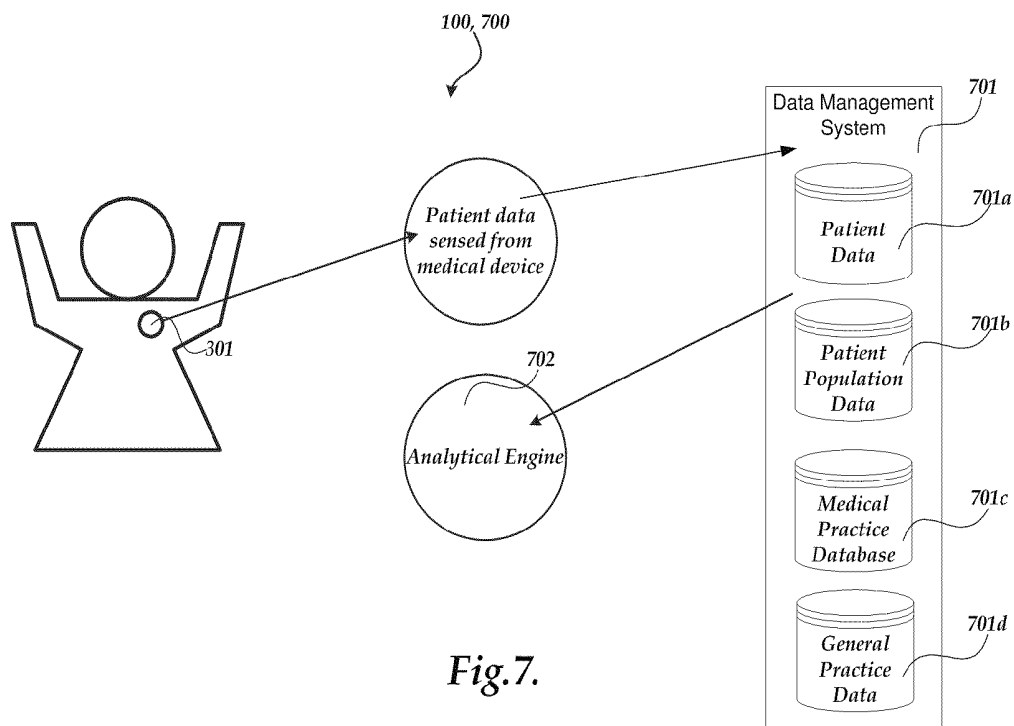 100, 700
Data Management
System
701
Patient data
sensed from
medical device
701a
Patient
Data
301
701b
Patient
Population
Data
702
Analytical Engine
701c
Medical
Practice
Database
701d
General
Practice
Data
Fig.7.